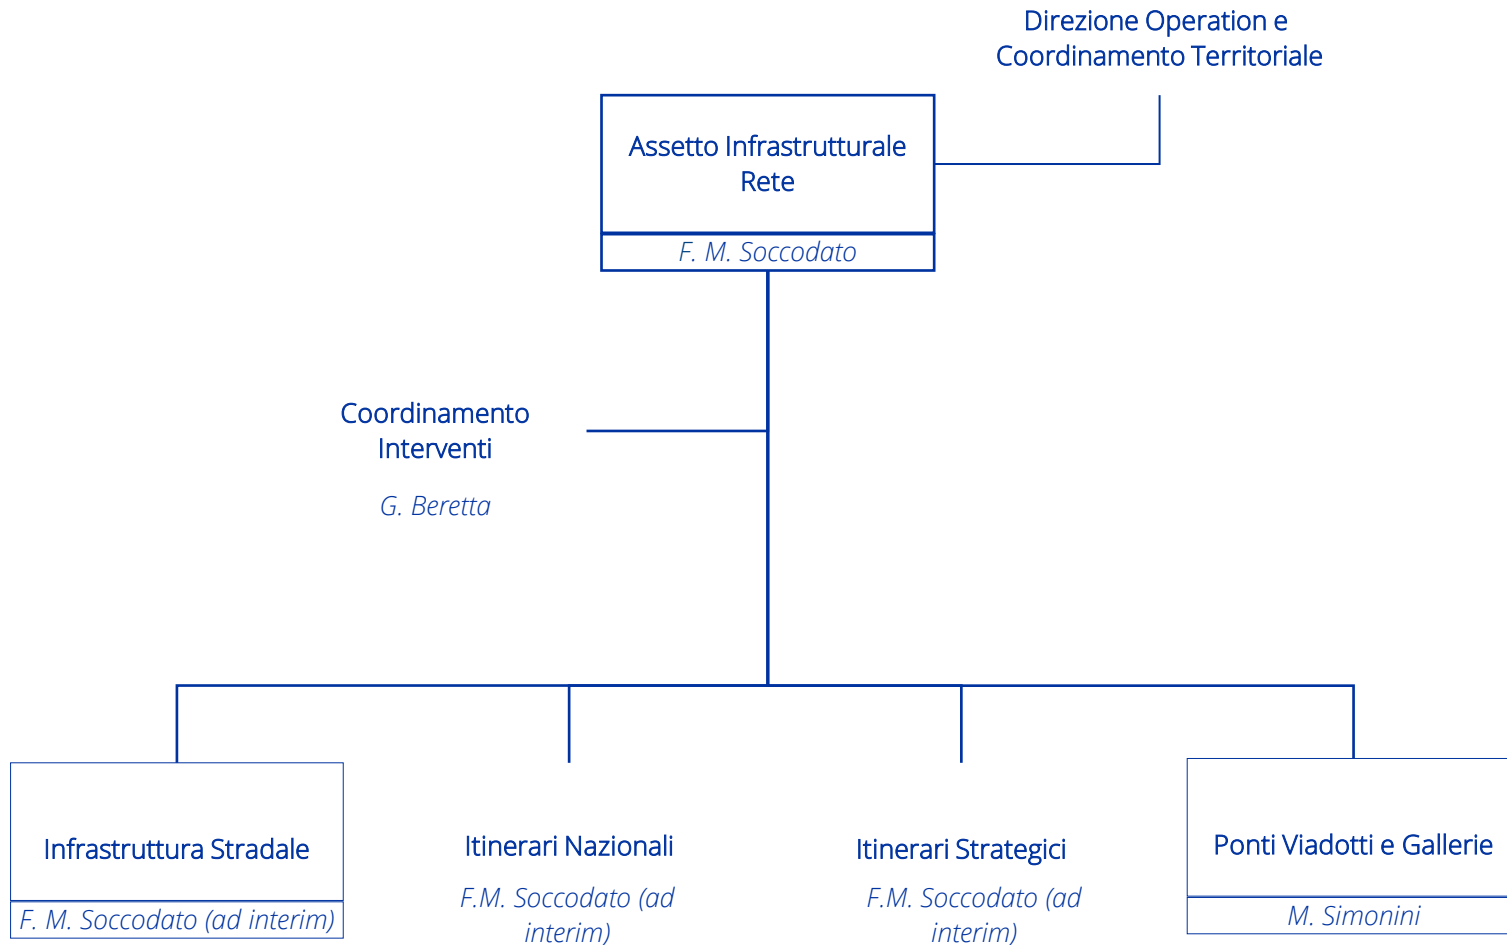 Direzione Operation e
Coordinamento Territoriale
Assetto Infrastrutturale
Rete
F. M. Soccodato
Coordinamento
Interventi
G. Beretta
Infrastruttura Stradale
F. M. Soccodato (ad interim)
Itinerari Nazionali
F.M. Soccodato (ad
interim)
Itinerari Strategici
F.M. Soccodato (ad
interim)
Ponti Viadotti e Gallerie
M. Simonini